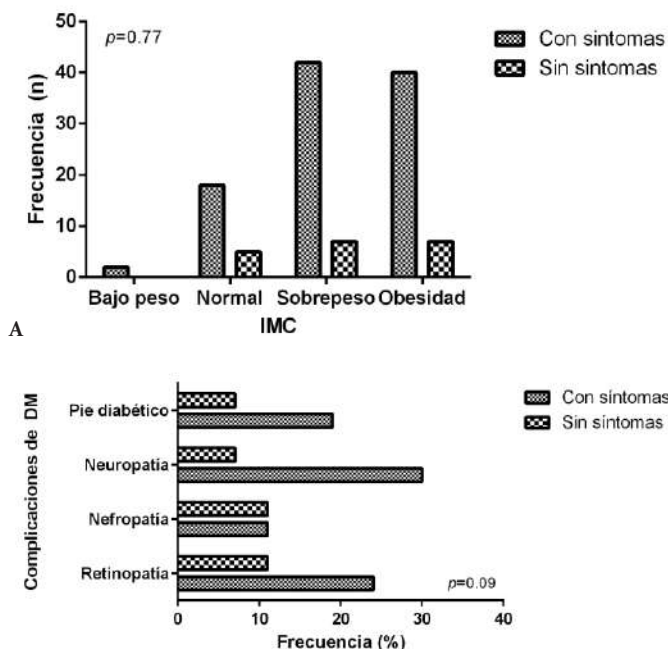 50
p=0.77
40
30
20
10
0
Frecuencia (n)
Bajo peso Normal Sobrepeso Obesidad
IMC
Con sintomas
Sin sintomas
A
Complicaciones de DM
Pie diabético
Neuropatía
Nefropatía
Retinopatía
p=0.09
0 10 20 30 40
Frecuencia (%)
Con síntomas
Sin síntomas